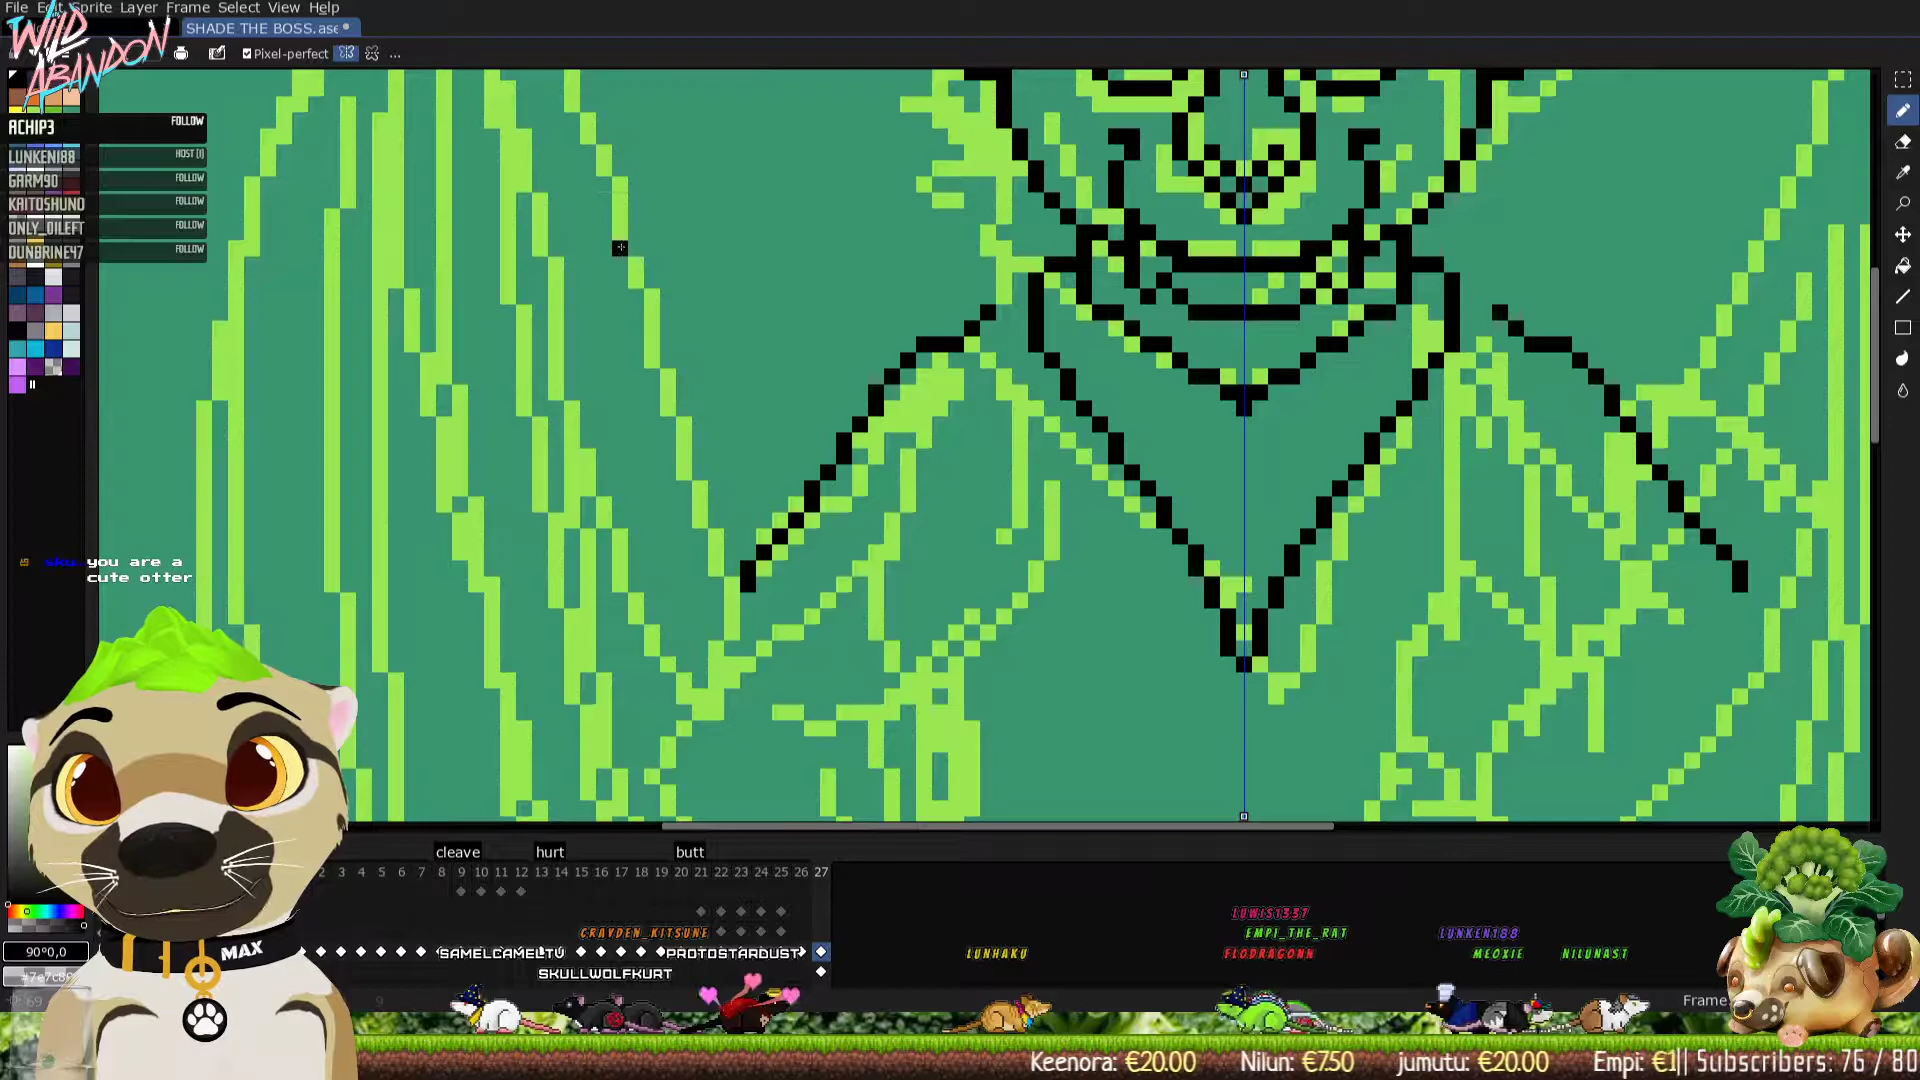 File Edit Sprite Layer Frame Select View Help
WILD ABANDON
SHADE THE BOSS.ase
Pixel-perfect
...
ACHIP3 FOLLOW
LUNKEN188 HOST [1]
GARM90 FOLLOW
KAITOSHUND FOLLOW
ONLY_DILEFT FOLLOW
DUNBRINE47 FOLLOW
sku you are a
cute otter
MAX
90°0,0
cleave hurt butt
2 3 4 5 6 7 8 9 10 11 12 13 14 15 16 17 18 19 20 21 22 23 24 25 26 27
LUWIS1337
CRAYDEN_KITSUNE EMPI_THE_RAT LUNKEN188
SAMELCAMELTU PROTOSTARDUST LUNHAKU FLODRAGONN MEOXIE NILUNAST
SKULLWOLFKURT
Frame
Keenora: €20.00 Nilun: €7.50 jumutu: €20.00 Empi: €1 || Subscribers: 76 / 80